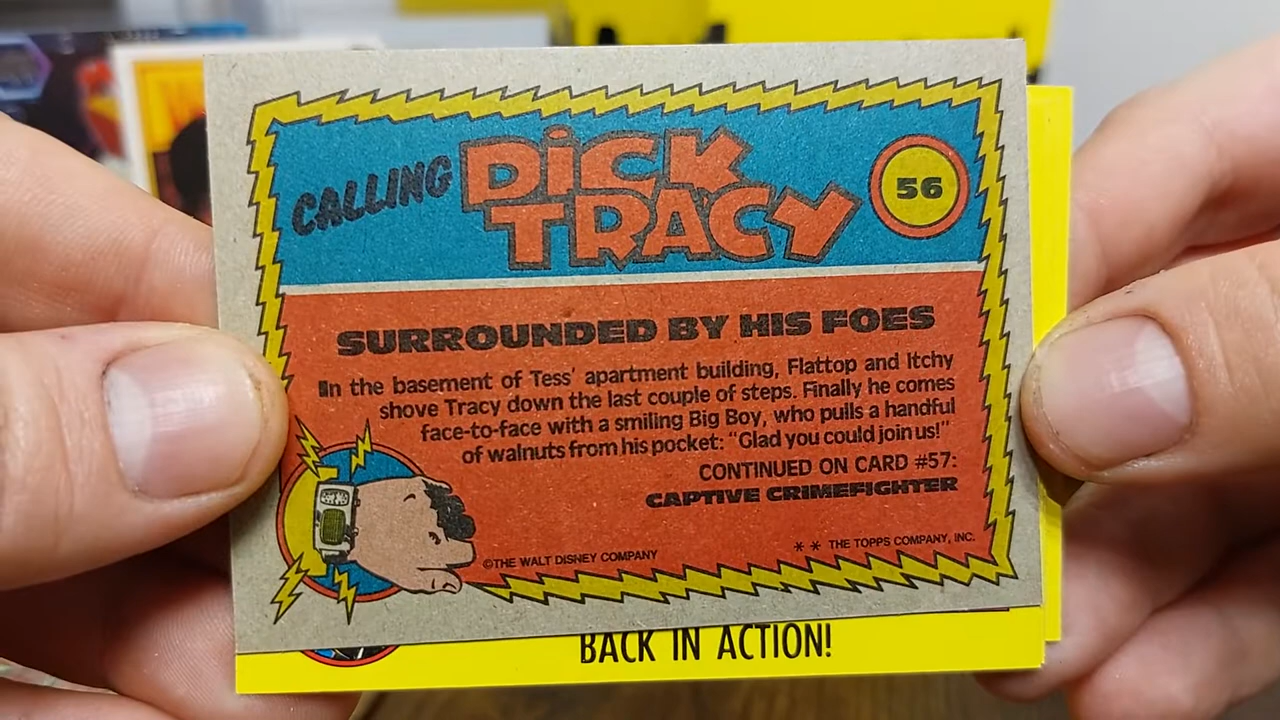 CALLING
DiCK
TRACY
56
SURROUNDED BY HIS FOES
In the basement of Tess' apartment building, Flattop and Itchy
shove Tracy down the last couple of steps. Finally he comes
face-to-face with a smiling Big Boy, who pulls a handful
of walnuts from his pocket: "Glad you could join us!"
CONTINUED ON CARD #57:
CAPTIVE CRIMEFIGHTER
©THE WALT DISNEY COMPANY
** THE TOPPS COMPANY, INC.
BACK IN ACTION!